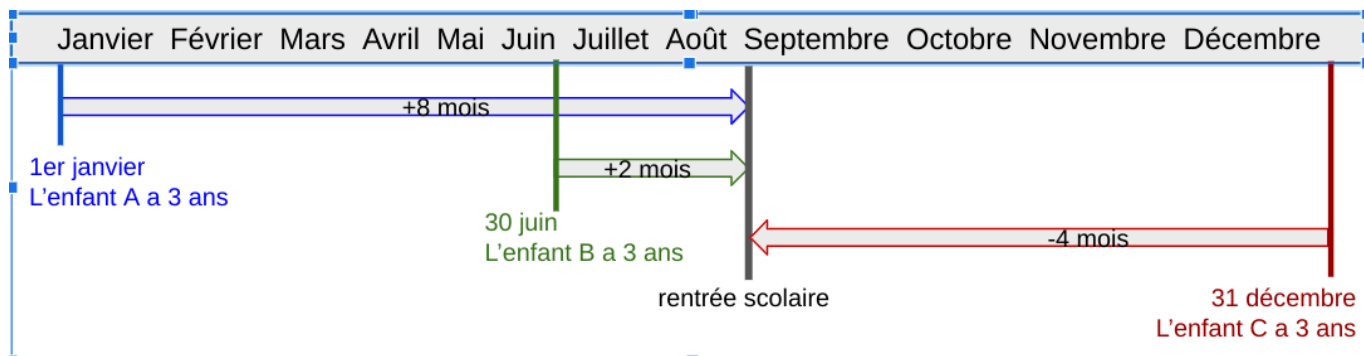 Janvier Février Mars Avril Mai Juin Juillet Août Septembre Octobre Novembre Décembre
+8 mois
1er janvier
L'enfant A a 3 ans
+2 mois
30 juin
L'enfant B a 3 ans
-4 mois
rentrée scolaire
31 décembre
L'enfant C a 3 ans